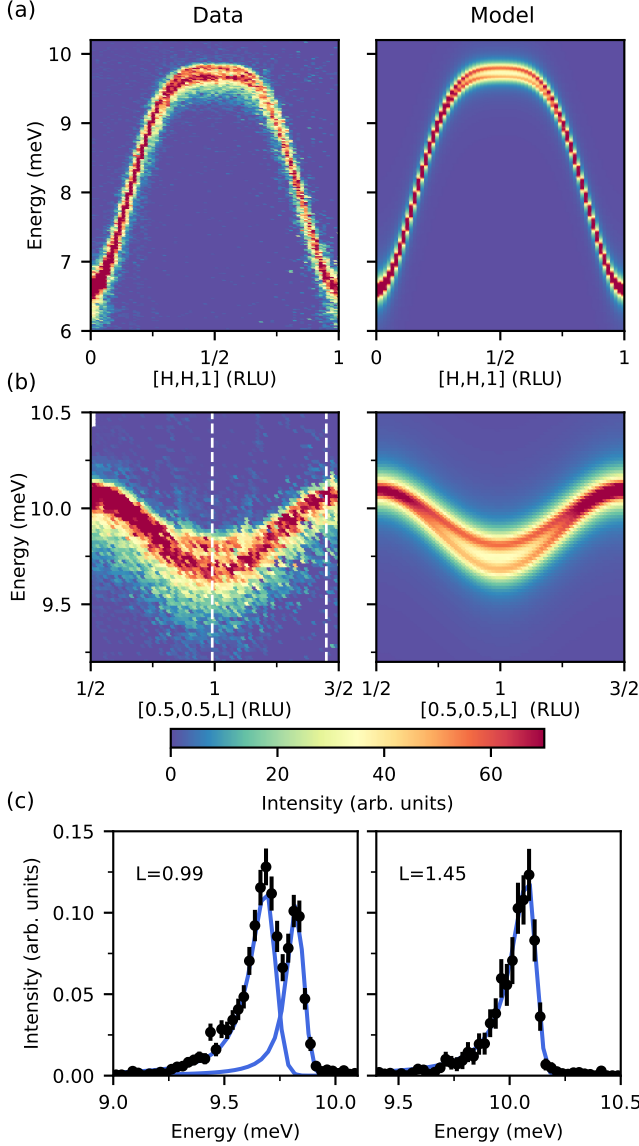 (a)
Data
Model
10
9
8
7
6
Energy (meV)
0
1/2
1
0
1/2
1
[H,H,1] (RLU)
[H,H,1] (RLU)
(b)
10.5
10.0
9.5
Energy (meV)
1/2
1
3/2
1/2
1
3/2
[0.5,0.5,L] (RLU)
[0.5,0.5,L] (RLU)
0
20
40
60
Intensity (arb. units)
(c)
0.15
0.10
0.05
0.00
Intensity (arb. units)
L=0.99
L=1.45
9.0
9.5
10.0
9.5
10.0
10.5
Energy (meV)
Energy (meV)